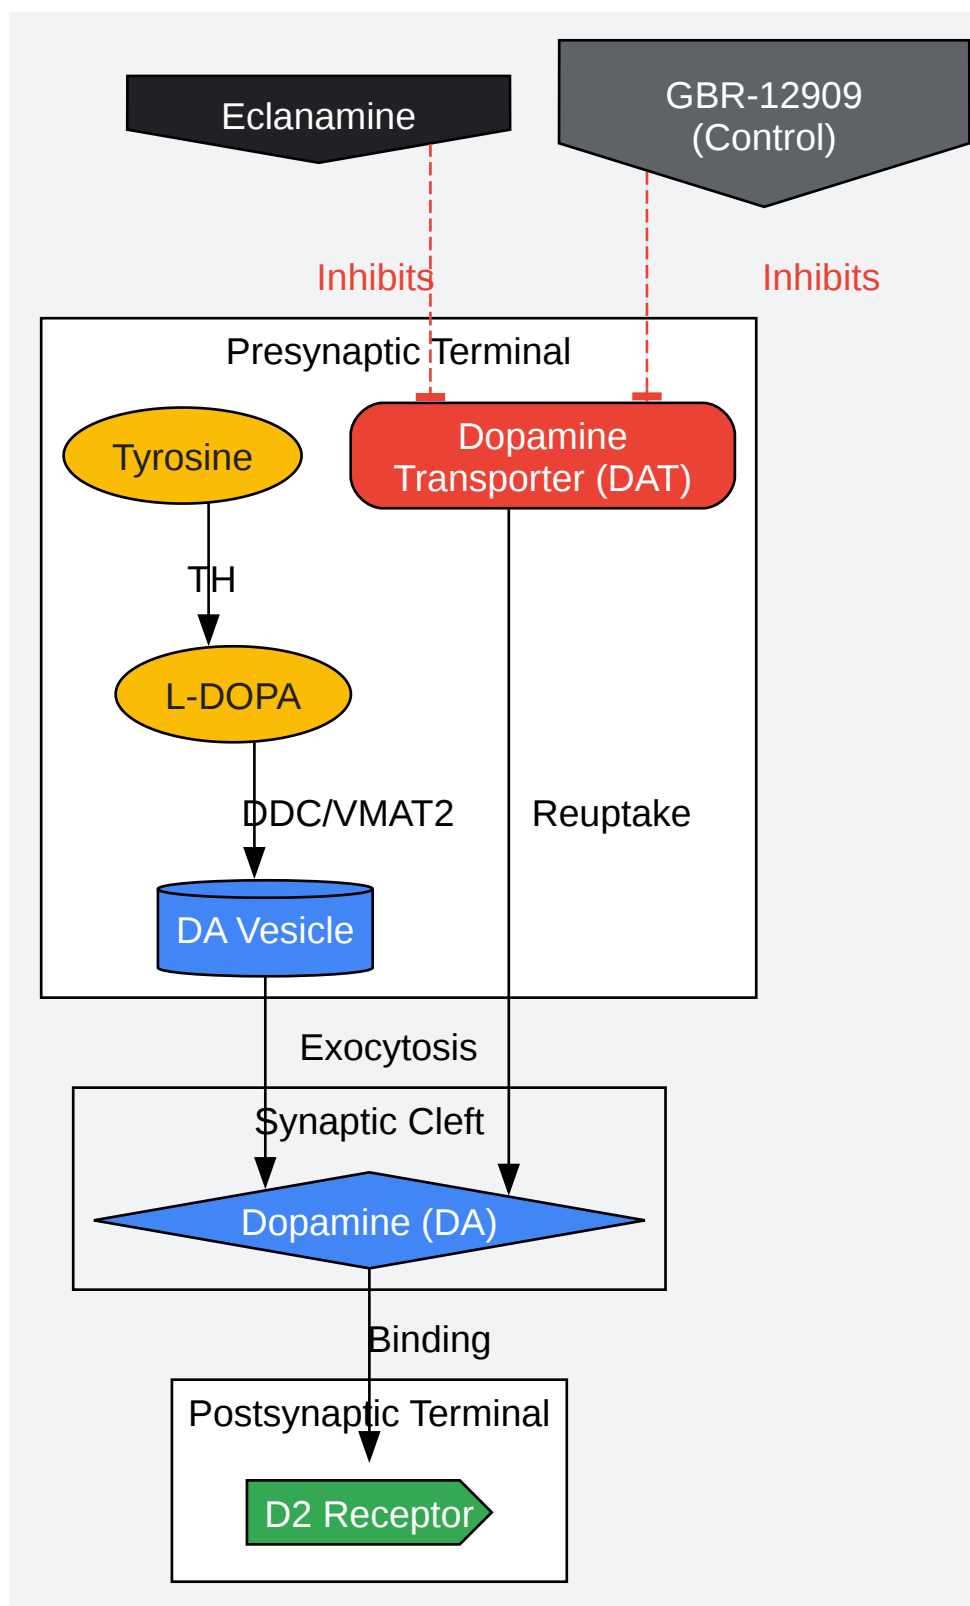 Eclanamine
GBR-12909
(Control)
Inhibits
Inhibits
Presynaptic Terminal
Tyrosine
Dopamine
Transporter (DAT)
TH
L-DOPA
DDC/VMAT2
Reuptake
DA Vesicle
Exocytosis
Synaptic Cleft
Dopamine (DA)
Binding
Postsynaptic Terminal
D2 Receptor